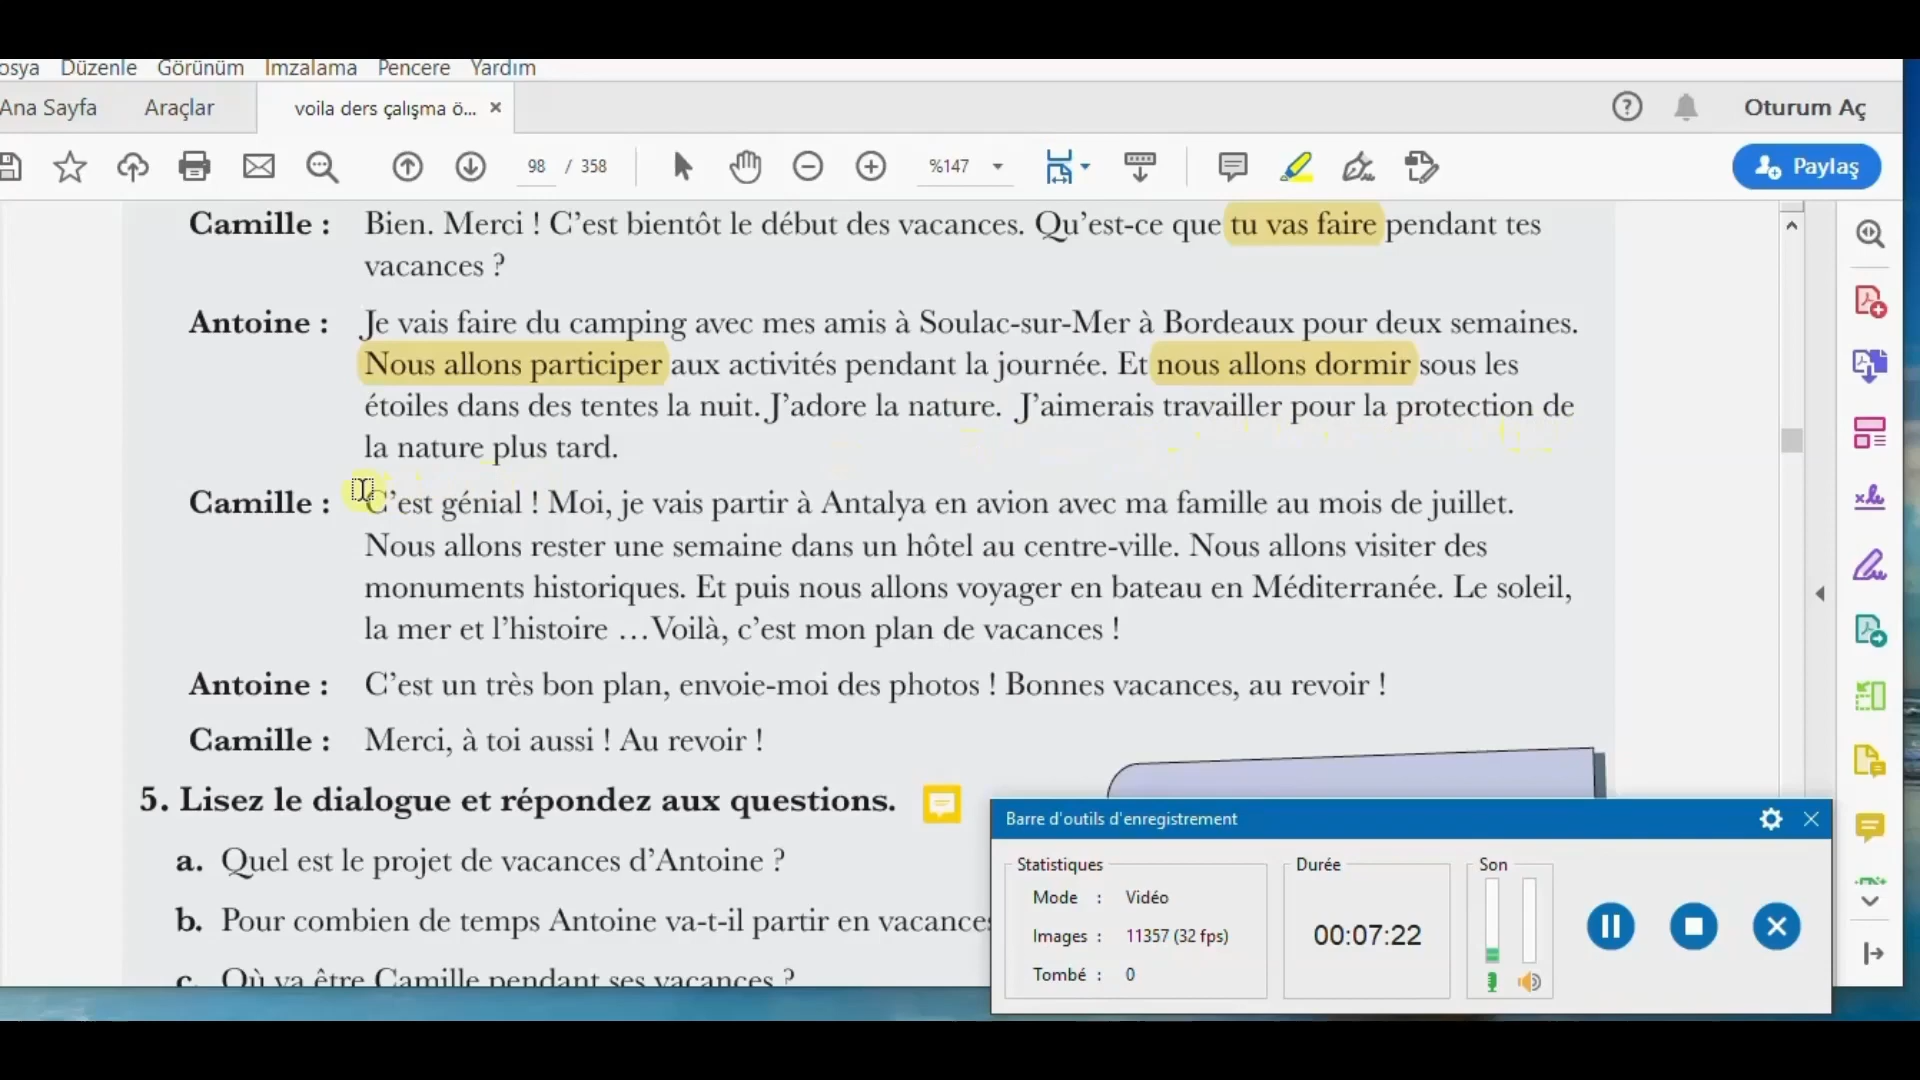 osya Düzenle Görünüm İmzalama Pencere Yardım
Ana Sayfa Araçlar voila ders çalışma ö... Oturum Aç
98 / 358 %147 Paylaş
Camille : Bien. Merci ! C’est bientôt le début des vacances. Qu’est-ce que tu vas faire pendant tes
vacances ?
Antoine : Je vais faire du camping avec mes amis à Soulac-sur-Mer à Bordeaux pour deux semaines.
Nous allons participer aux activités pendant la journée. Et nous allons dormir sous les
étoiles dans des tentes la nuit. J’adore la nature. J’aimerais travailler pour la protection de
la nature plus tard.
Camille : C’est génial ! Moi, je vais partir à Antalya en avion avec ma famille au mois de juillet.
Nous allons rester une semaine dans un hôtel au centre-ville. Nous allons visiter des
monuments historiques. Et puis nous allons voyager en bateau en Méditerranée. Le soleil,
la mer et l’histoire …Voilà, c’est mon plan de vacances !
Antoine : C’est un très bon plan, envoie-moi des photos ! Bonnes vacances, au revoir !
Camille : Merci, à toi aussi ! Au revoir !
5. Lisez le dialogue et répondez aux questions.
a. Quel est le projet de vacances d’Antoine ?
b. Pour combien de temps Antoine va-t-il partir en vacances
c. Où va être Camille pendant ses vacances ?
Barre d'outils d'enregistrement
Statistiques Durée Son
Mode : Vidéo
Images : 11357 (32 fps)
Tombé : 0
00:07:22